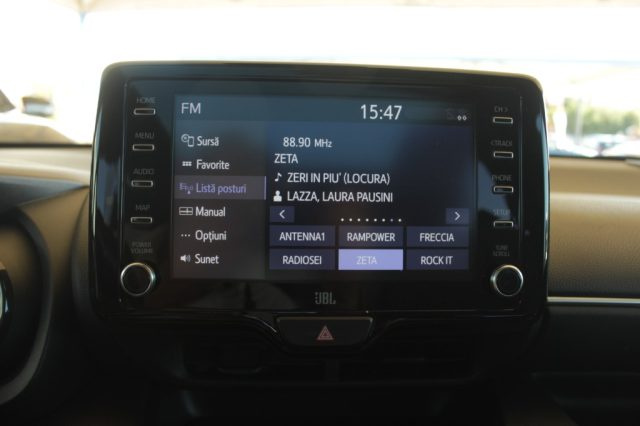 HOME
MENU
AUDIO
MAP
POWER
VOLUME
FM
15:47
Sursă
Favorite
Listă posturi
Manual
Opțiuni
Sunet
88.90 MHz
ZETA
ZERI IN PIU' (LOCURA)
LAZZA, LAURA PAUSINI
< >
ANTENNA1 RAMPOWER FRECCIA
RADIOSEI ZETA ROCK IT
CH >
<TRACK
PHONE
SETUP
TUNE
SCROLL
JBL